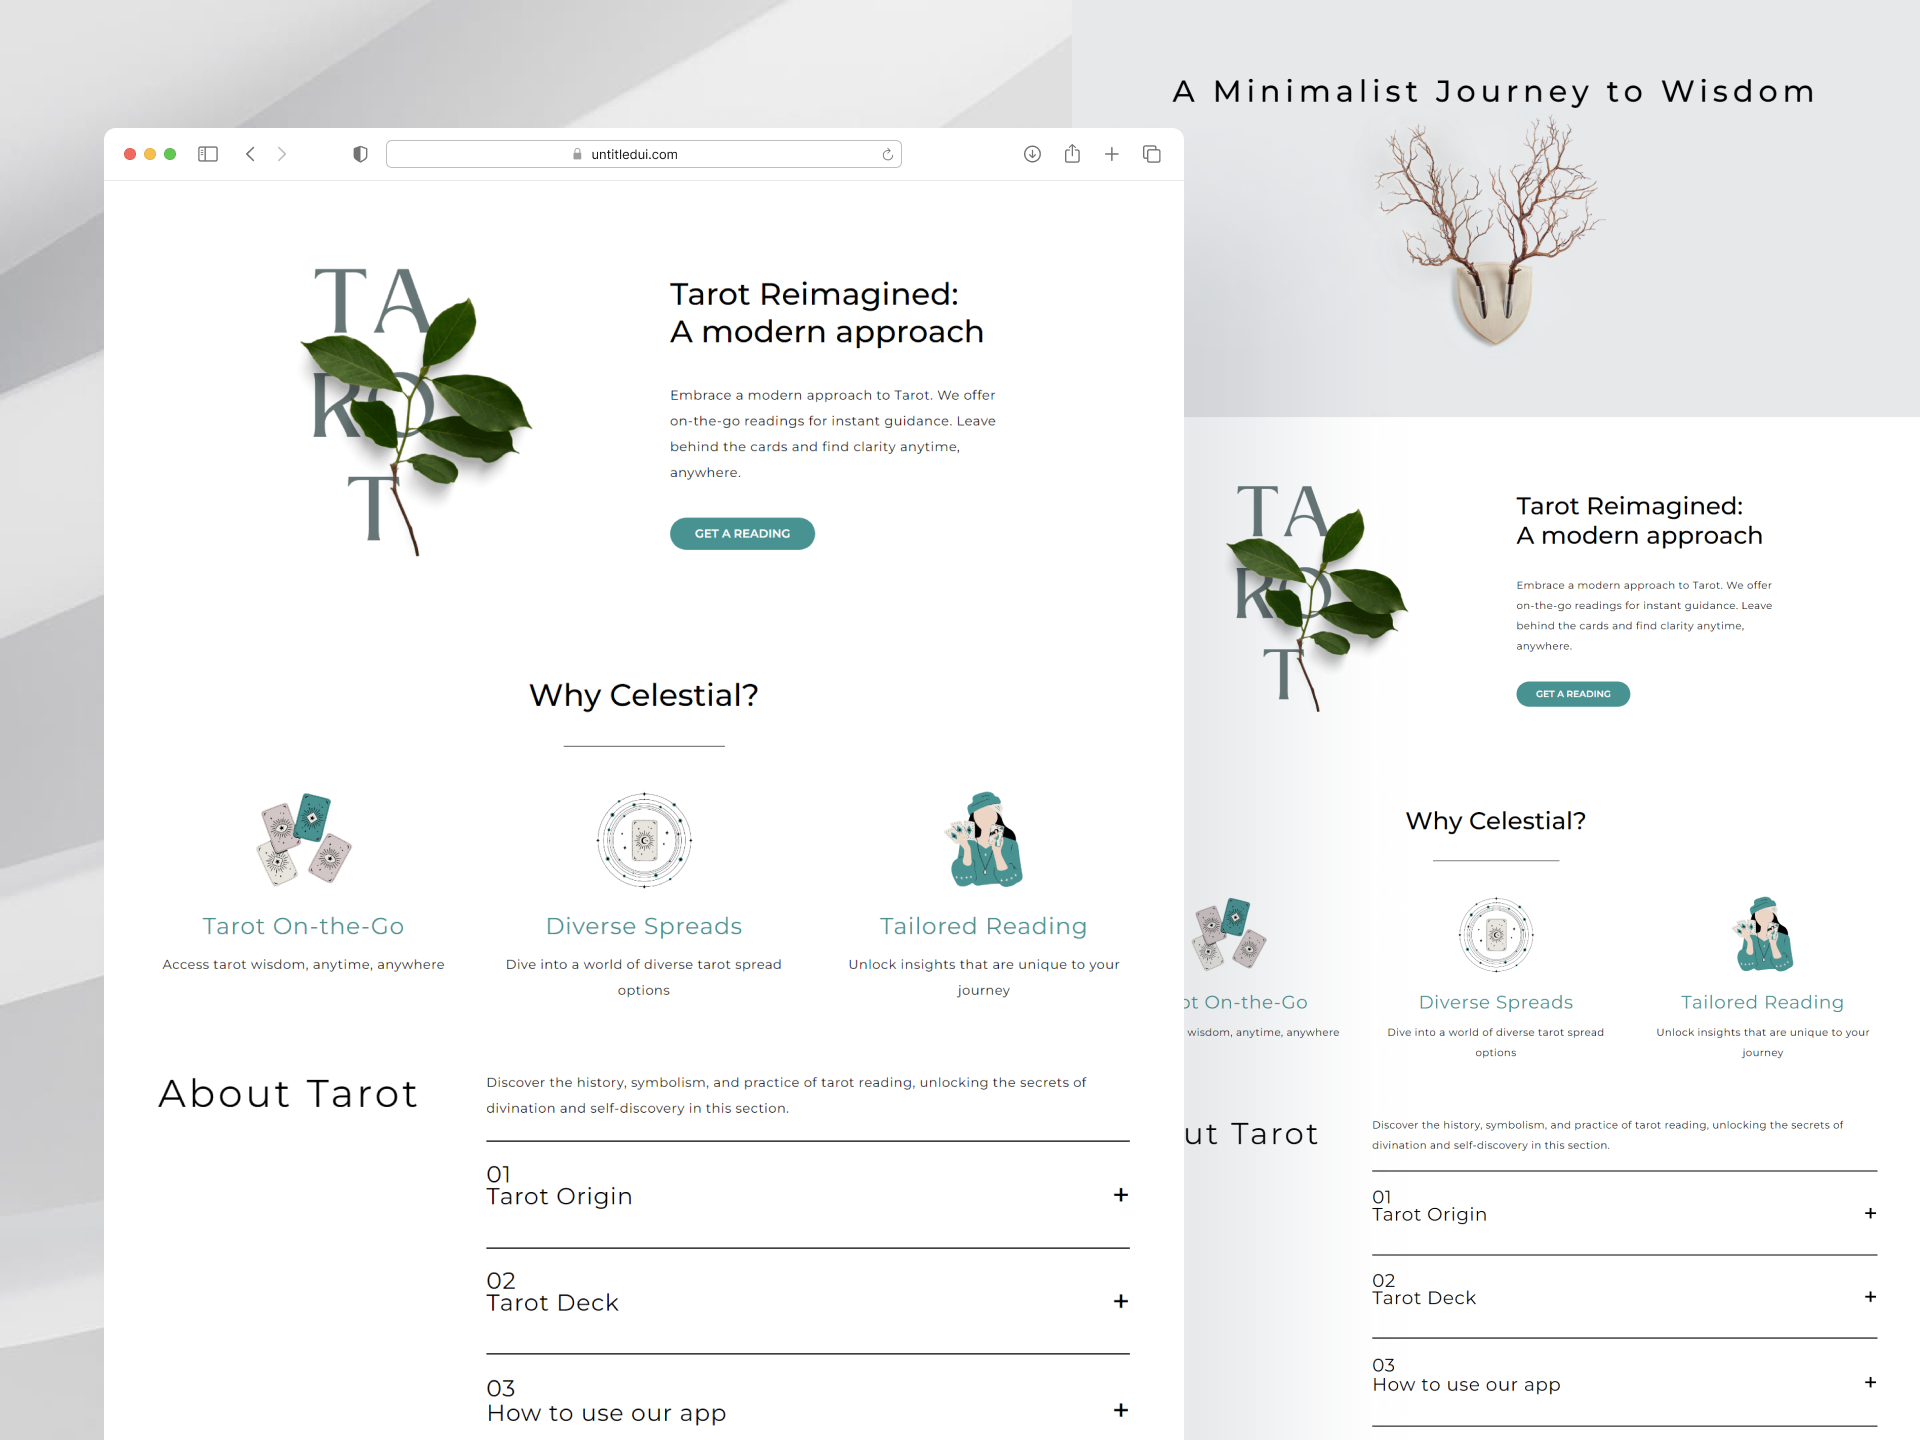 untitledui.com
TA
RO
T
Tarot Reimagined:
A modern approach
Embrace a modern approach to Tarot. We offer
on-the-go readings for instant guidance. Leave
behind the cards and find clarity anytime,
anywhere.
GET A READING
Why Celestial?
Tarot On-the-Go
Access tarot wisdom, anytime, anywhere
Diverse Spreads
Dive into a world of diverse tarot spread
options
Tailored Reading
Unlock insights that are unique to your
journey
About Tarot
Discover the history, symbolism, and practice of tarot reading, unlocking the secrets of
divination and self-discovery in this section.
01
Tarot Origin
+
02
Tarot Deck
+
03
How to use our app
+
A Minimalist Journey to Wisdom
TA
RO
T
Tarot Reimagined:
A modern approach
Embrace a modern approach to Tarot. We offer
on-the-go readings for instant guidance. Leave
behind the cards and find clarity anytime,
anywhere.
GET A READING
Why Celestial?
ot On-the-Go
wisdom, anytime, anywhere
Diverse Spreads
Dive into a world of diverse tarot spread
options
Tailored Reading
Unlock insights that are unique to your
journey
ut Tarot
Discover the history, symbolism, and practice of tarot reading, unlocking the secrets of
divination and self-discovery in this section.
01
Tarot Origin
+
02
Tarot Deck
+
03
How to use our app
+